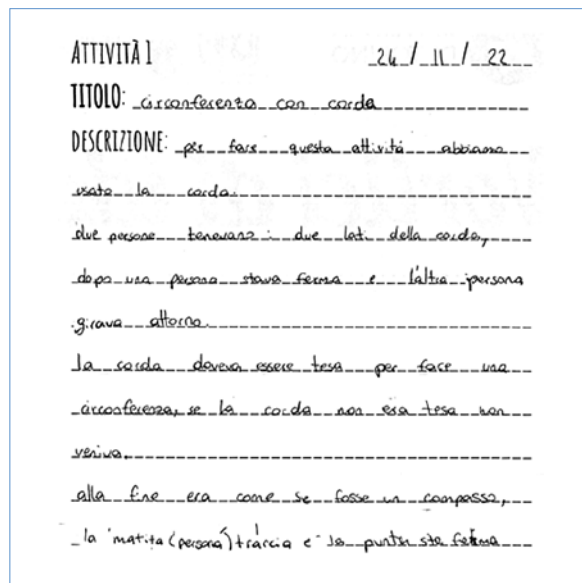 ATTIVITÀ 1 24/11/22
TITOLO: circonferenza con corda
DESCRIZIONE: per fare questa attività abbiamo
usato la corda.
due persone tenevano i due lati della corda,
dopo una persona stava ferma e l'altra persona
girava attorno.
la corda doveva essere tesa per fare una
circonferenza, se la corda non era tesa non
veniva.
alla fine era come se fosse un compasso,
la matita (persona) traccia e la punta sta ferma